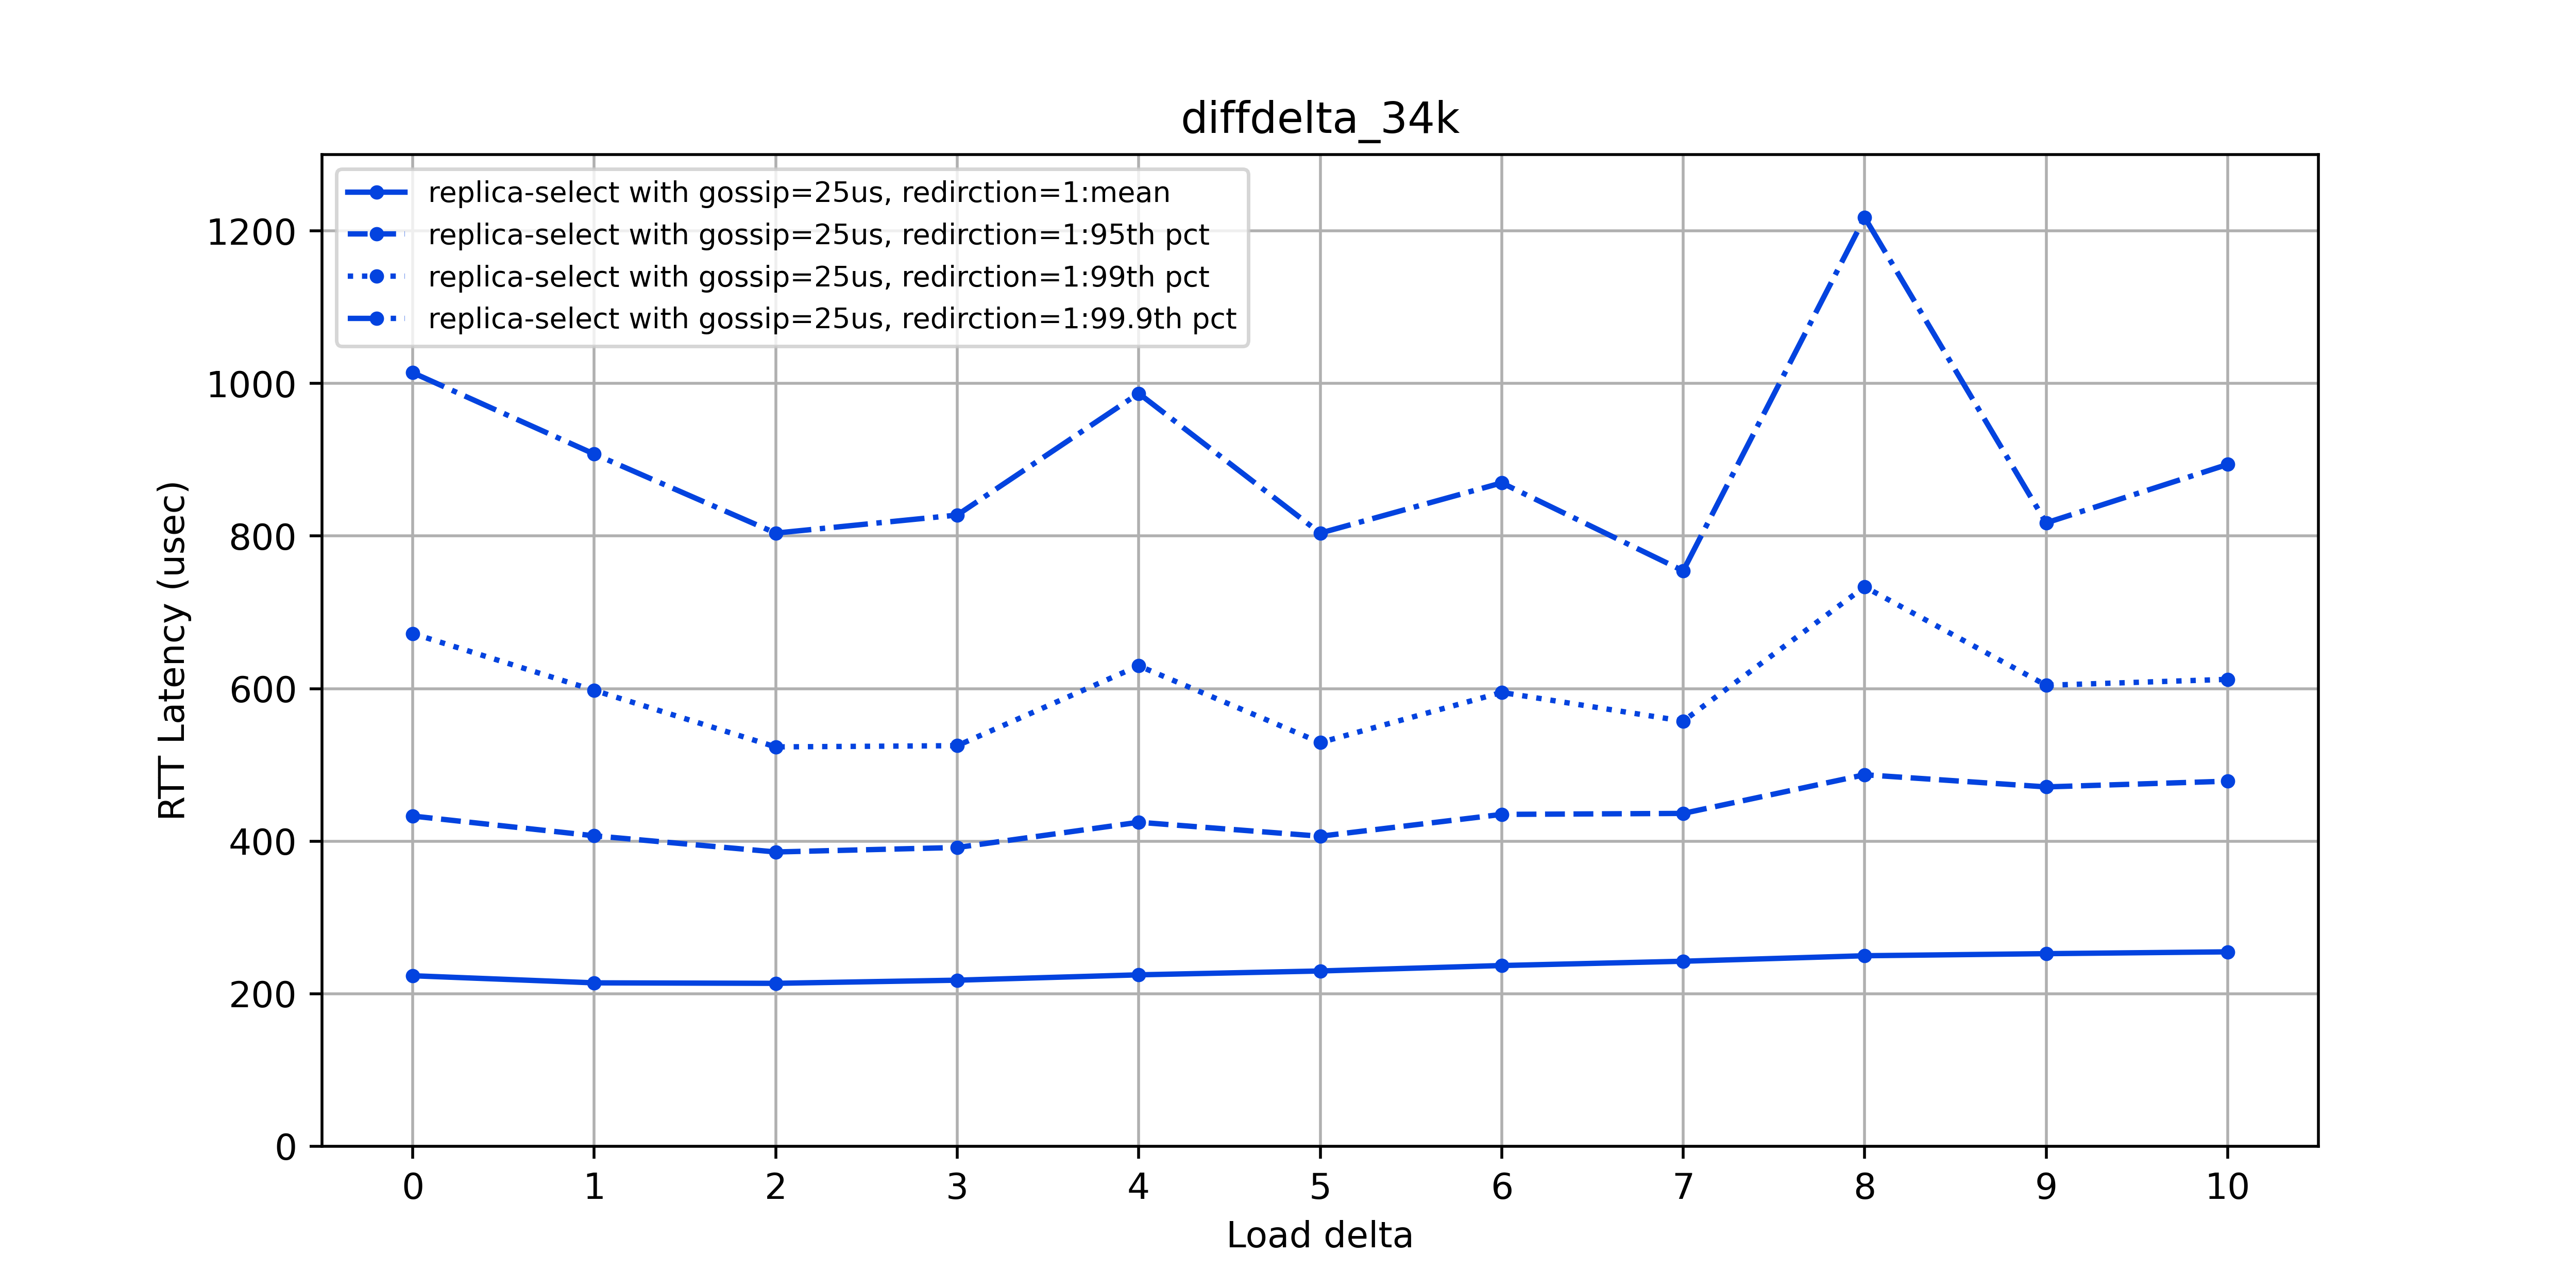 diffdelta_34k
replica-select with gossip=25us, redirction=1:mean
replica-select with gossip=25us, redirction=1:95th pct
replica-select with gossip=25us, redirction=1:99th pct
replica-select with gossip=25us, redirction=1:99.9th pct
RTT Latency (usec)
1200
1000
800
600
400
200
0
0 1 2 3 4 5 6 7 8 9 10
Load delta